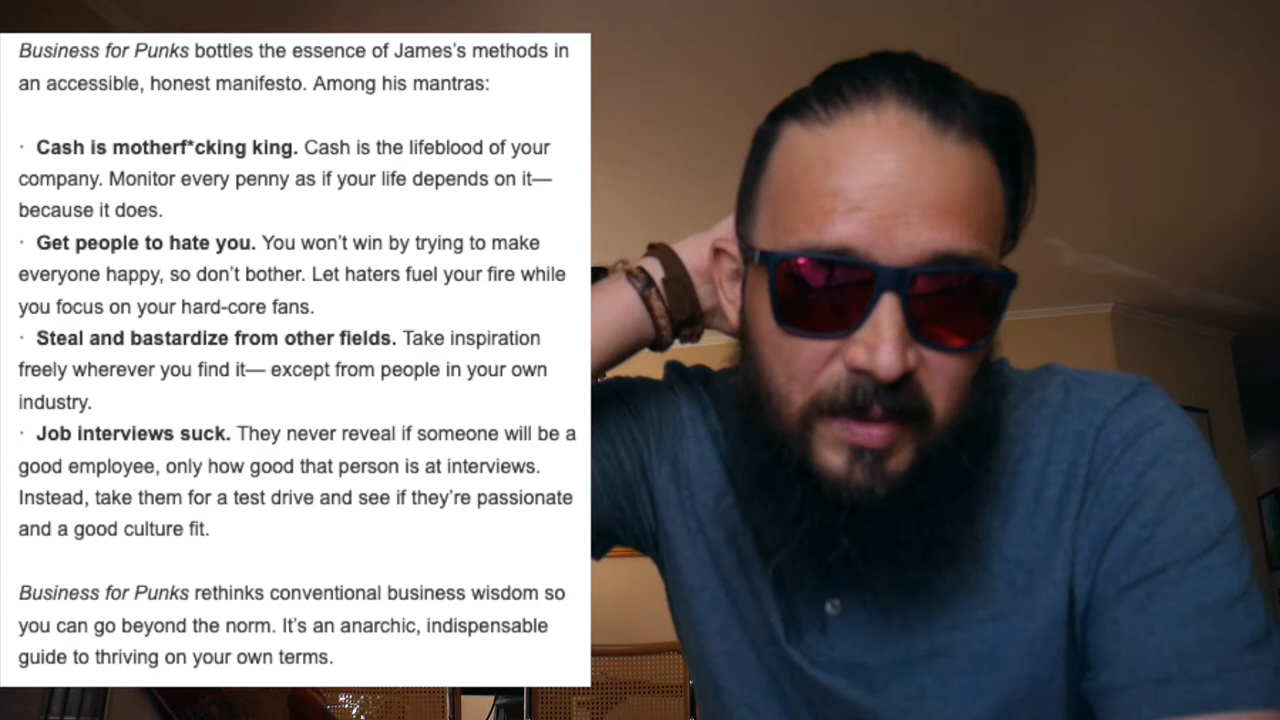 Business for Punks bottles the essence of James's methods in
an accessible, honest manifesto. Among his mantras:
· Cash is motherf*cking king. Cash is the lifeblood of your
company. Monitor every penny as if your life depends on it—
because it does.
· Get people to hate you. You won't win by trying to make
everyone happy, so don't bother. Let haters fuel your fire while
you focus on your hard-core fans.
· Steal and bastardize from other fields. Take inspiration
freely wherever you find it— except from people in your own
industry.
· Job interviews suck. They never reveal if someone will be a
good employee, only how good that person is at interviews.
Instead, take them for a test drive and see if they're passionate
and a good culture fit.
Business for Punks rethinks conventional business wisdom so
you can go beyond the norm. It's an anarchic, indispensable
guide to thriving on your own terms.